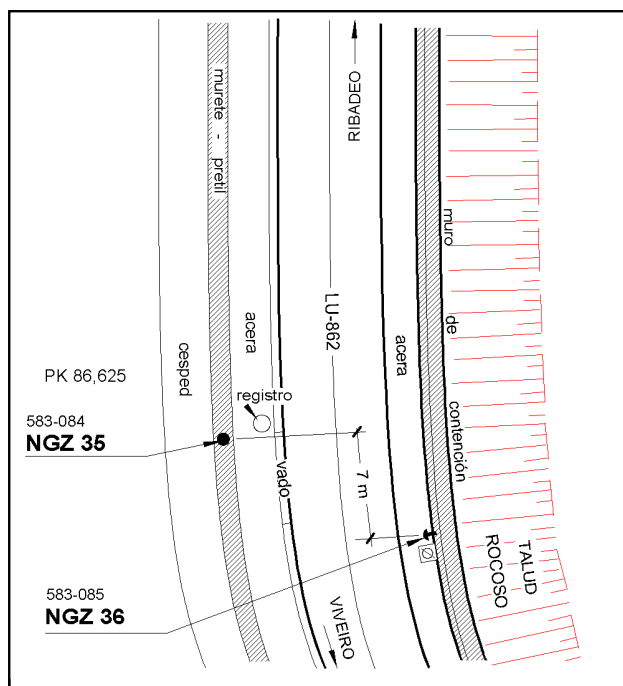 murete - pretil
RIBADEO
muro de contención
LU-862
acera
acera
cesped
PK 86,625
registro
583-084
NGZ 35
vado
7 m
TALUD
ROCOSO
583-085
NGZ 36
VIVEIRO